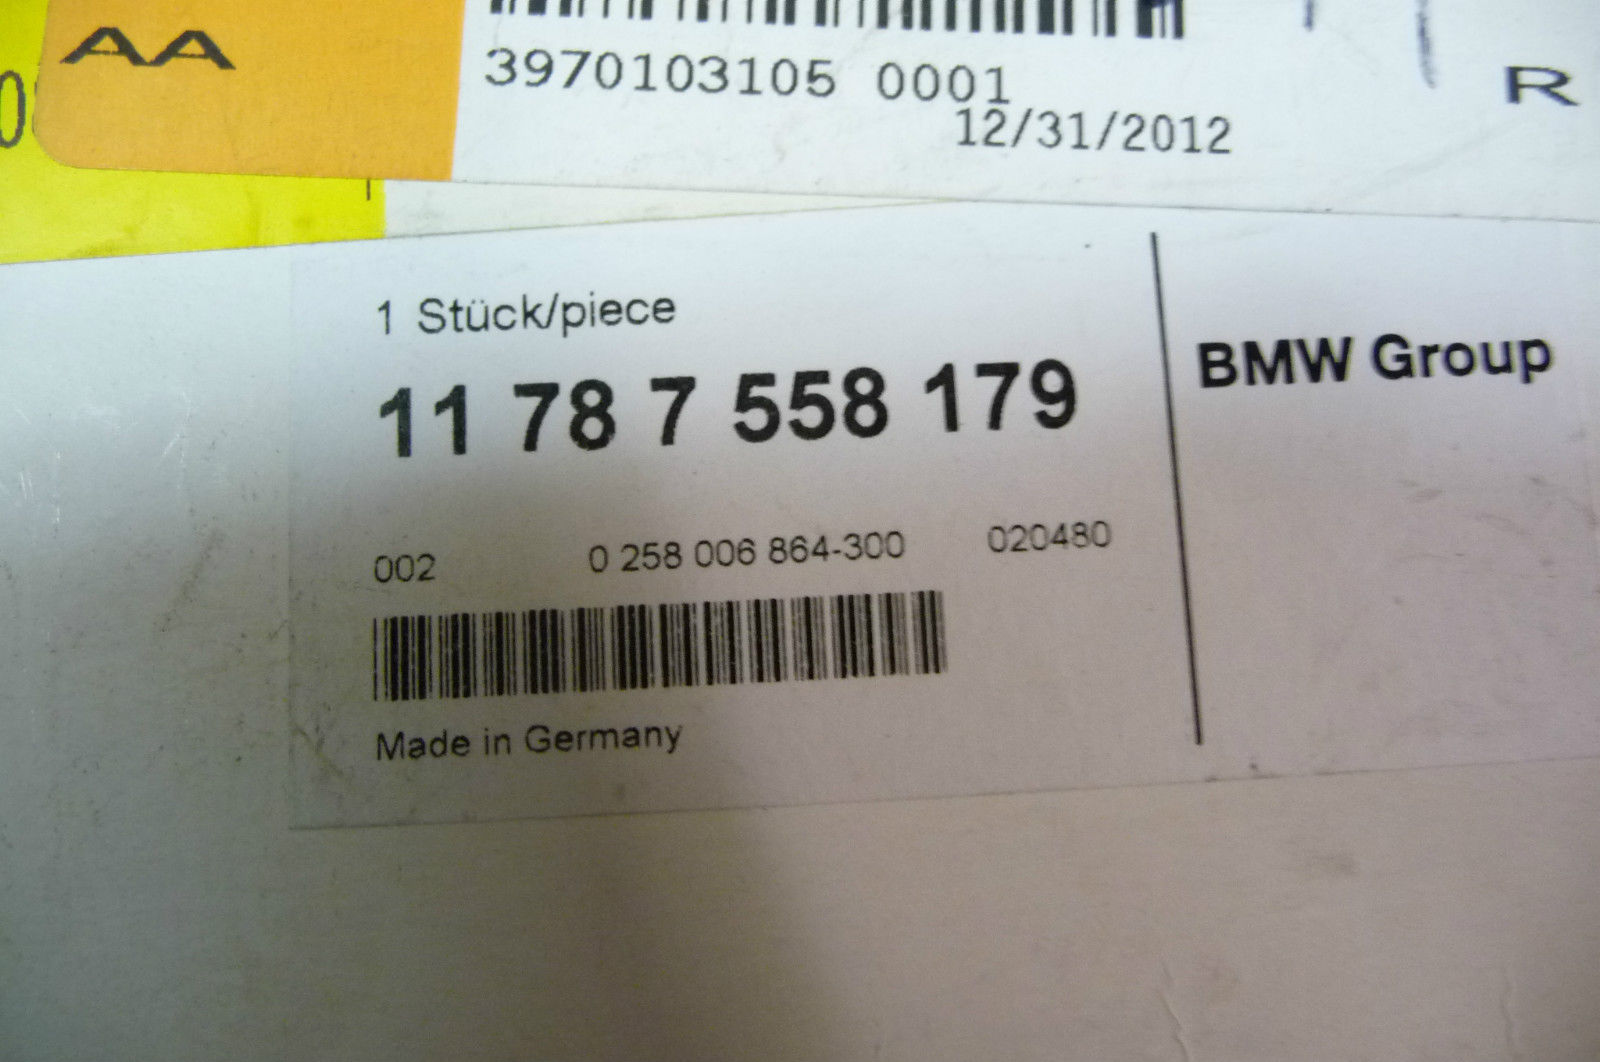 AA
3970103105 0001
12/31/2012
R
1 Stück/piece
11 78 7 558 179
BMW Group
002 0 258 006 864-300 020480
Made in Germany